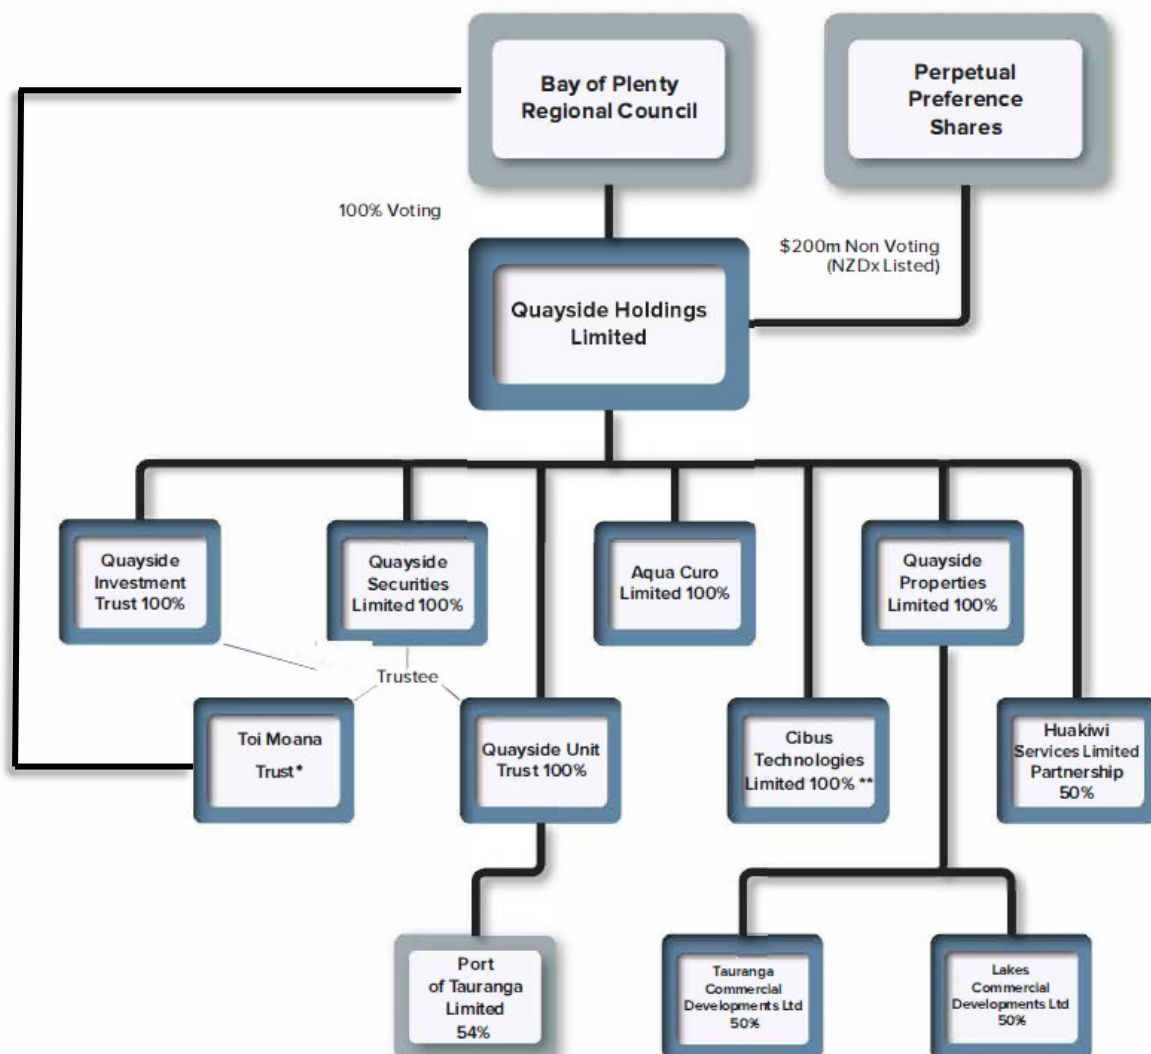 Bay of Plenty
Regional Council
Perpetual
Preference
Shares
100% Voting
$200m Non Voting
(NZDx Listed)
Quayside Holdings
Limited
Quayside
Investment
Trust 100%
Quayside
Securities
Limited 100%
Aqua Curo
Limited 100%
Quayside
Properties
Limited 100%
Trustee
Toi Moana
Trust*
Quayside Unit
Trust 100%
Cibus
Technologies
Limited 100% **
Huakiwi
Services Limited
Partnership
50%
Port
of Tauranga
Limited
54%
Tauranga
Commercial
Developments Ltd
50%
Lakes
Commercial
Developments Ltd
50%